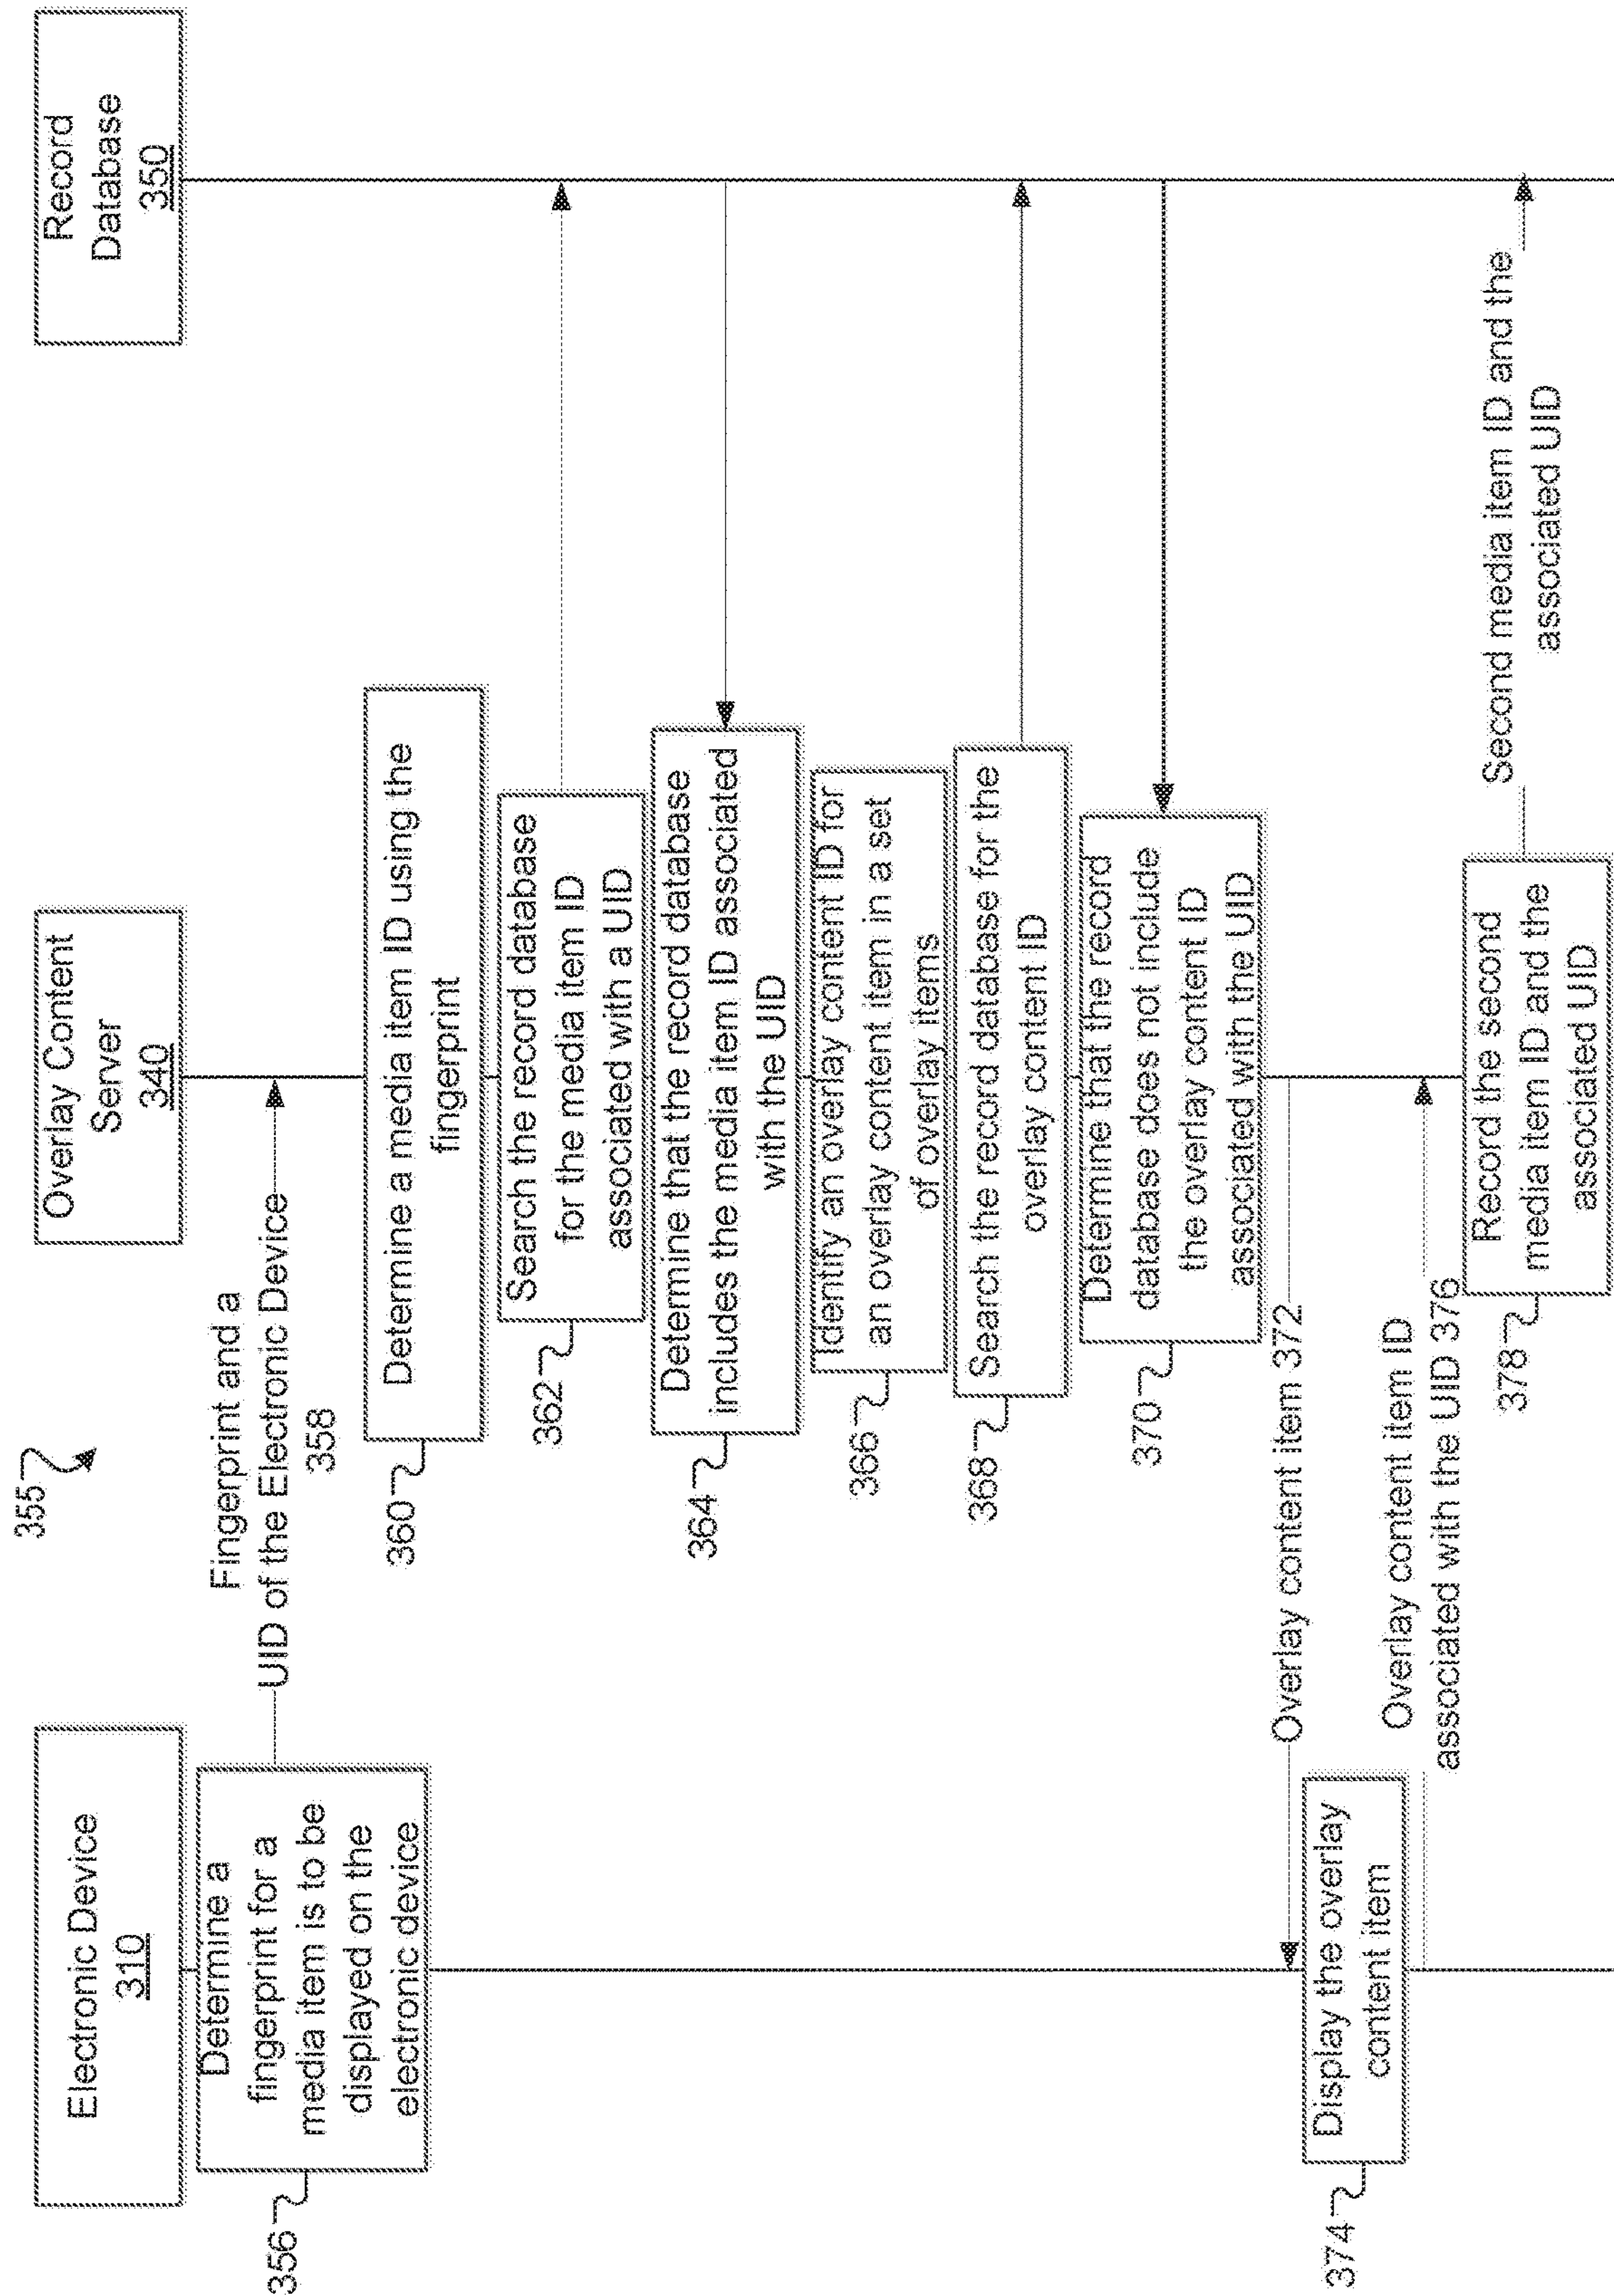 355
Electronic Device
310
Overlay Content
Server
340
Record
Database
350
356
Determine a
fingerprint for a
media item is to be
displayed on the
electronic device
Fingerprint and a
UID of the Electronic Device
358
360
Determine a media item ID using the
fingerprint
362
Search the record database
for the media item ID
associated with a UID
364
Determine that the record database
includes the media item ID associated
with the UID
366
Identify an overlay content ID for
an overlay content item in a set
of overlay items
368
Search the record database for the
overlay content ID
370
Determine that the record
database does not include
the overlay content ID
associated with the UID
Overlay content item 372
374
Display the overlay
content item
Overlay content item ID
associated with the UID 376
378
Record the second
media item ID and the
associated UID
Second media item ID and the
associated UID